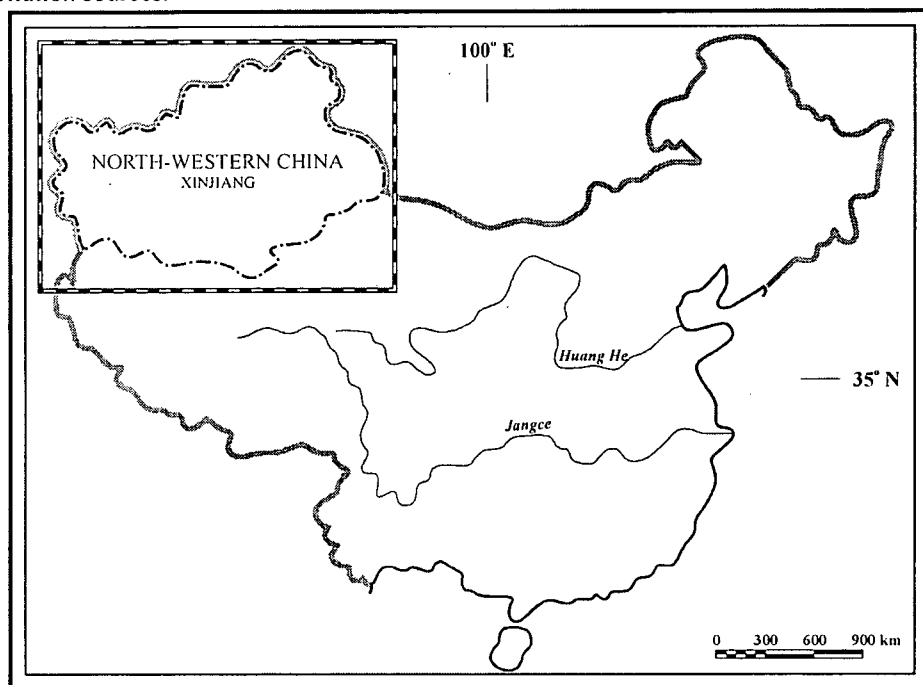 100° E
NORTH-WESTERN CHINA
XINJIANG
Huang He
35° N
Jangce
0 300 600 900 km